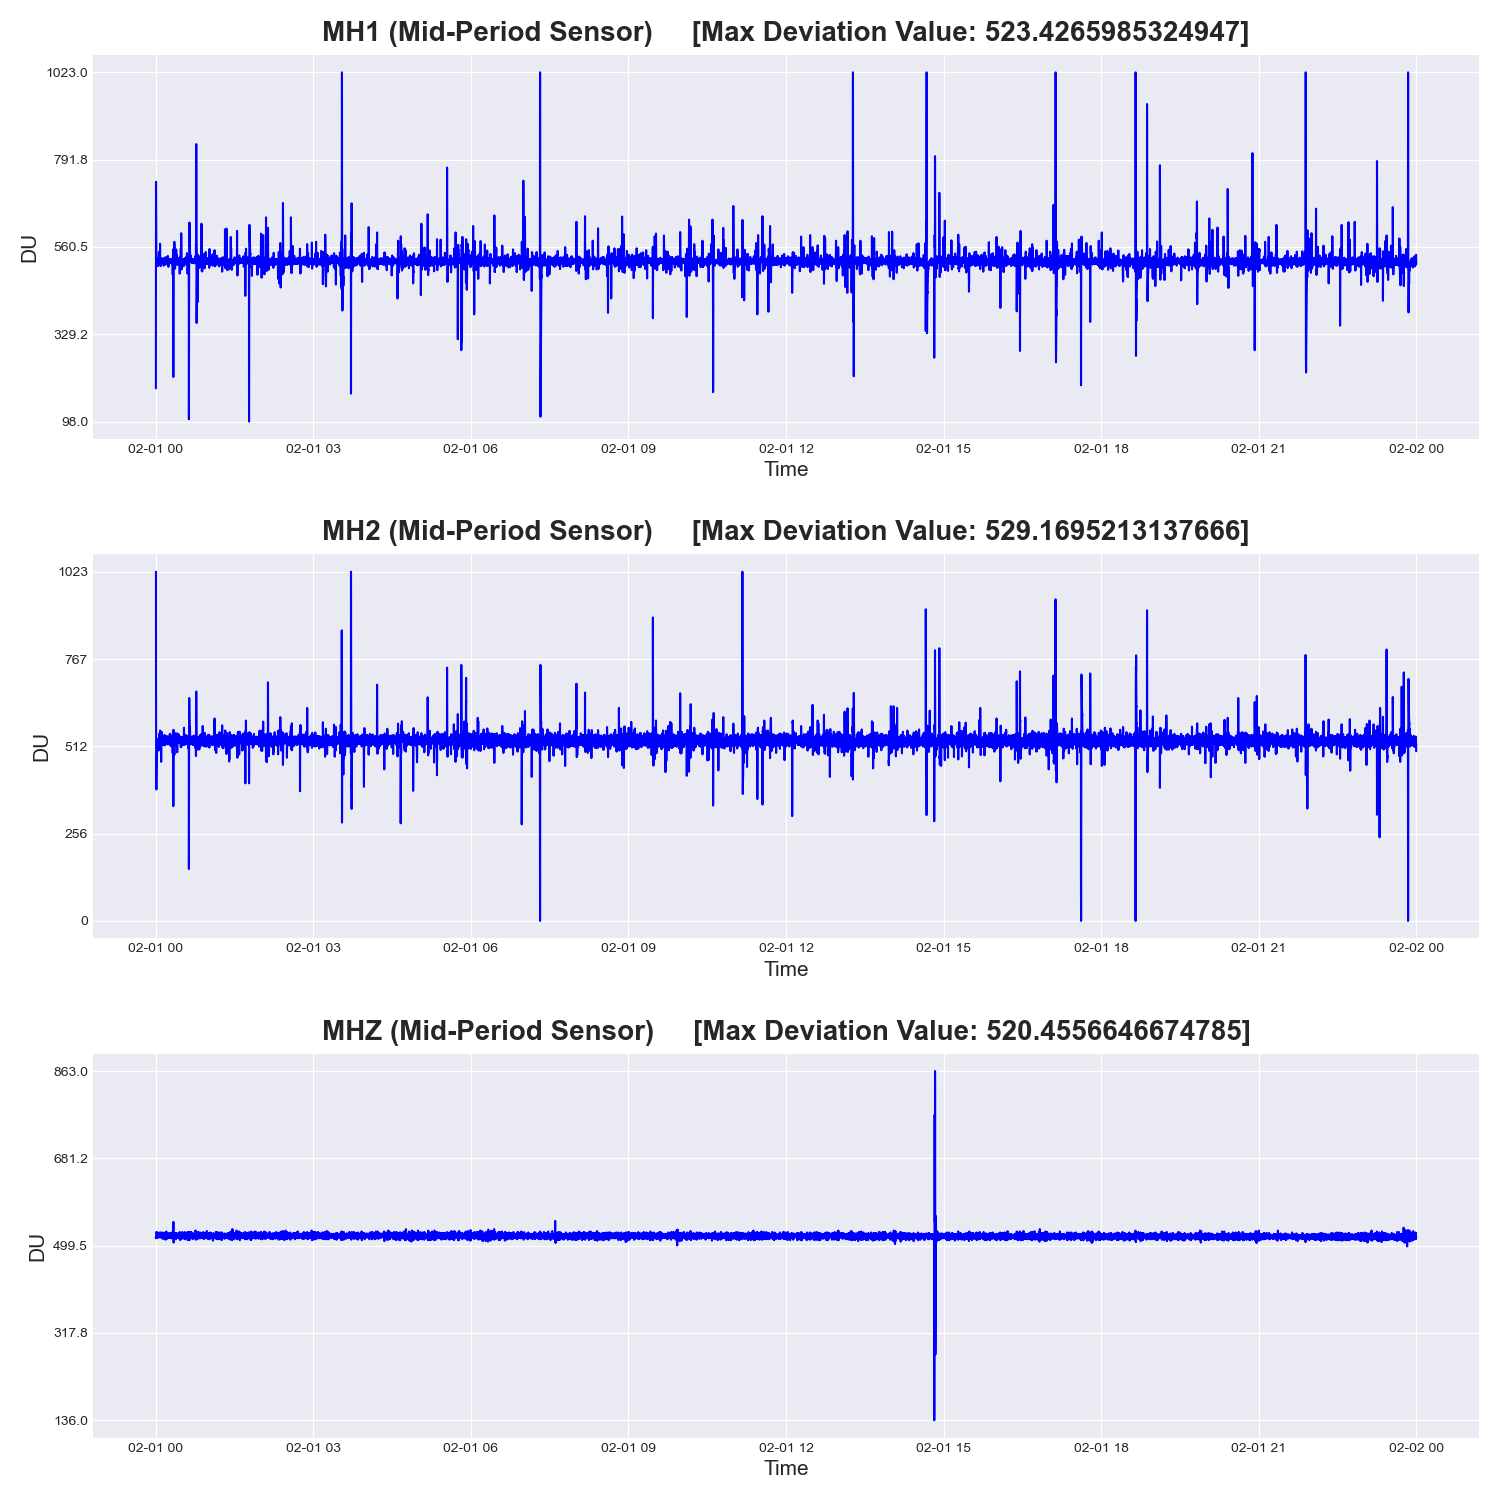 MH1 (Mid-Period Sensor)     [Max Deviation Value: 523.4265985324947]
1023.0
791.8
560.5
329.2
98.0
DU
02-01 00 02-01 03 02-01 06 02-01 09 02-01 12 02-01 15 02-01 18 02-01 21 02-02 00
Time
MH2 (Mid-Period Sensor)     [Max Deviation Value: 529.1695213137666]
1023
767
512
256
0
DU
02-01 00 02-01 03 02-01 06 02-01 09 02-01 12 02-01 15 02-01 18 02-01 21 02-02 00
Time
MHZ (Mid-Period Sensor)     [Max Deviation Value: 520.4556646674785]
863.0
681.2
499.5
317.8
136.0
DU
02-01 00 02-01 03 02-01 06 02-01 09 02-01 12 02-01 15 02-01 18 02-01 21 02-02 00
Time